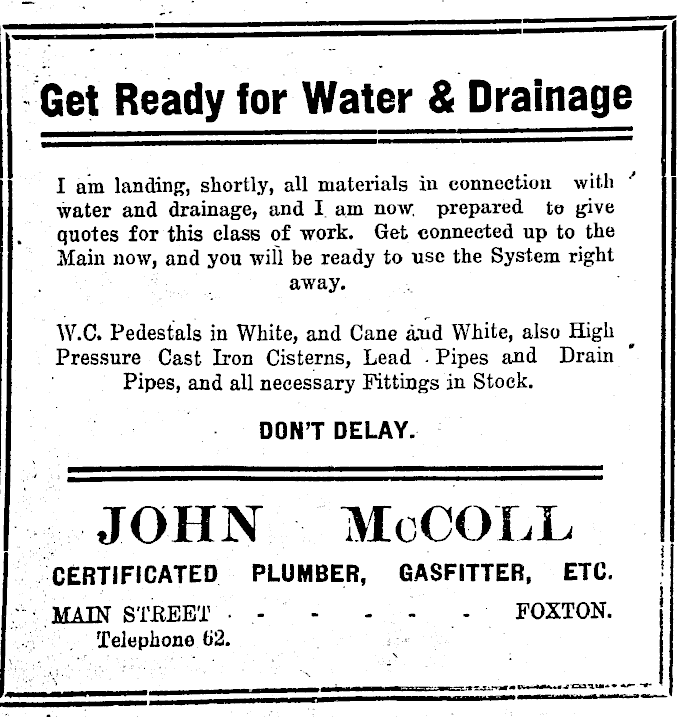 Get Ready for Water & Drainage
I am landing, shortly, all materials in connection with
water and drainage, and I am now prepared to give
quotes for this class of work. Get connected up to the
Main now, and you will be ready to use the System right
away.
W.C. Pedestals in White, and Cane and White, also High
Pressure Cast Iron Cisterns, Lead Pipes and Drain
Pipes, and all necessary Fittings in Stock.
DON'T DELAY.
JOHN McCOLL
CERTIFICATED PLUMBER, GASFITTER, ETC.
MAIN STREET - - - - - FOXTON.
Telephone 62.